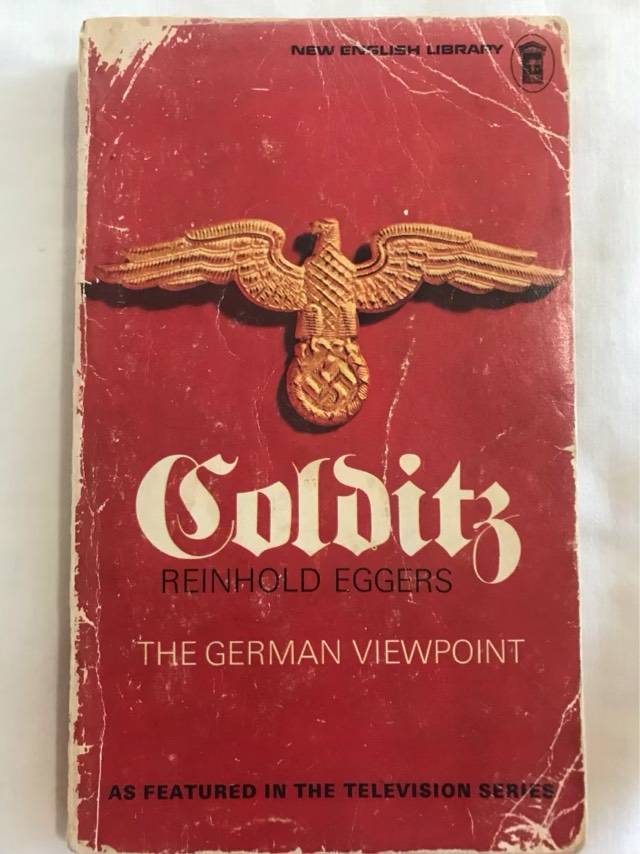 NEW ENGLISH LIBRARY
Colditz
REINHOLD EGGERS
THE GERMAN VIEWPOINT
AS FEATURED IN THE TELEVISION SERIES